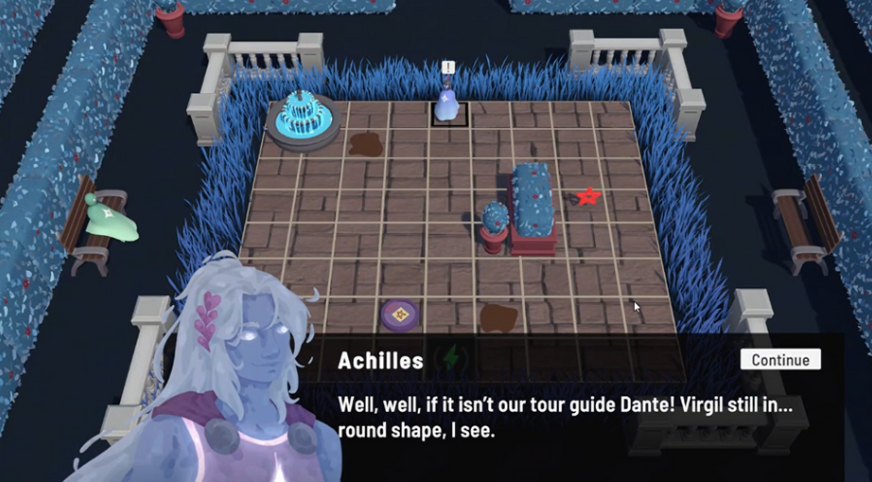 !
Achilles
Continue
Well, well, if it isn't our tour guide Dante! Virgil still in...
round shape, I see.